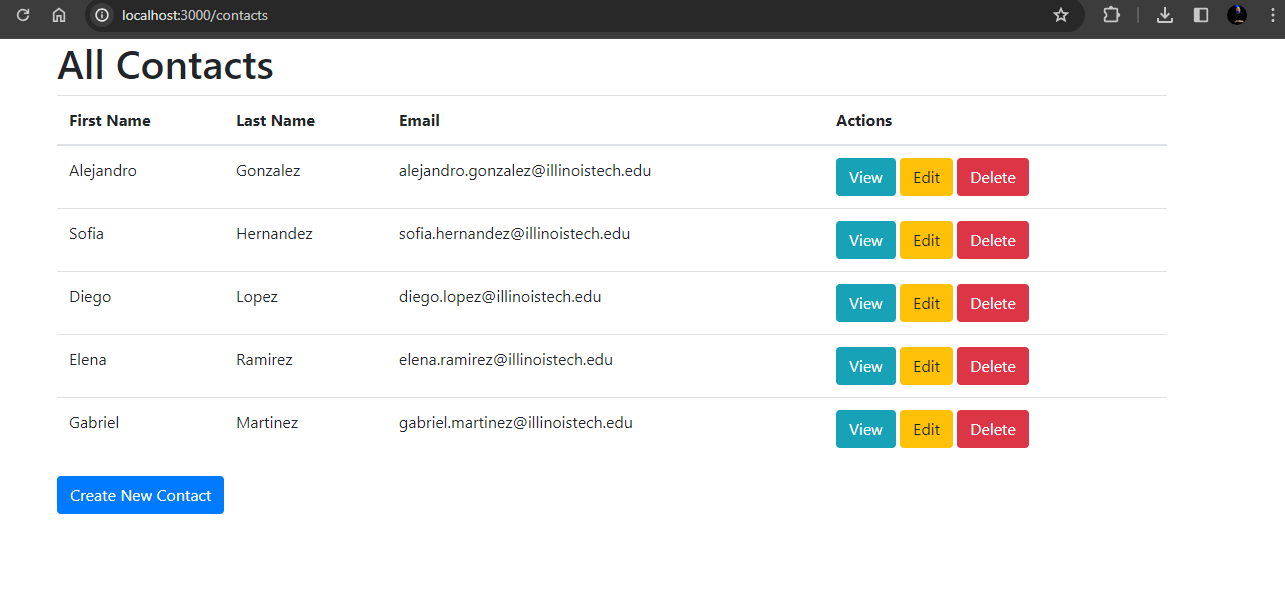 localhost:3000/contacts
All Contacts
First Name Last Name Email Actions
Alejandro Gonzalez alejandro.gonzalez@illinoistech.edu View Edit Delete
Sofia Hernandez sofia.hernandez@illinoistech.edu View Edit Delete
Diego Lopez diego.lopez@illinoistech.edu View Edit Delete
Elena Ramirez elena.ramirez@illinoistech.edu View Edit Delete
Gabriel Martinez gabriel.martinez@illinoistech.edu View Edit Delete
Create New Contact